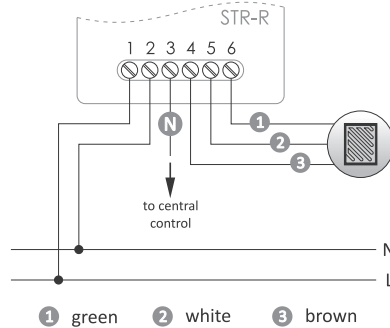 STR-R
1 2 3 4 5 6
N
1
2
3
to central
control
N
L
1 green 2 white 3 brown